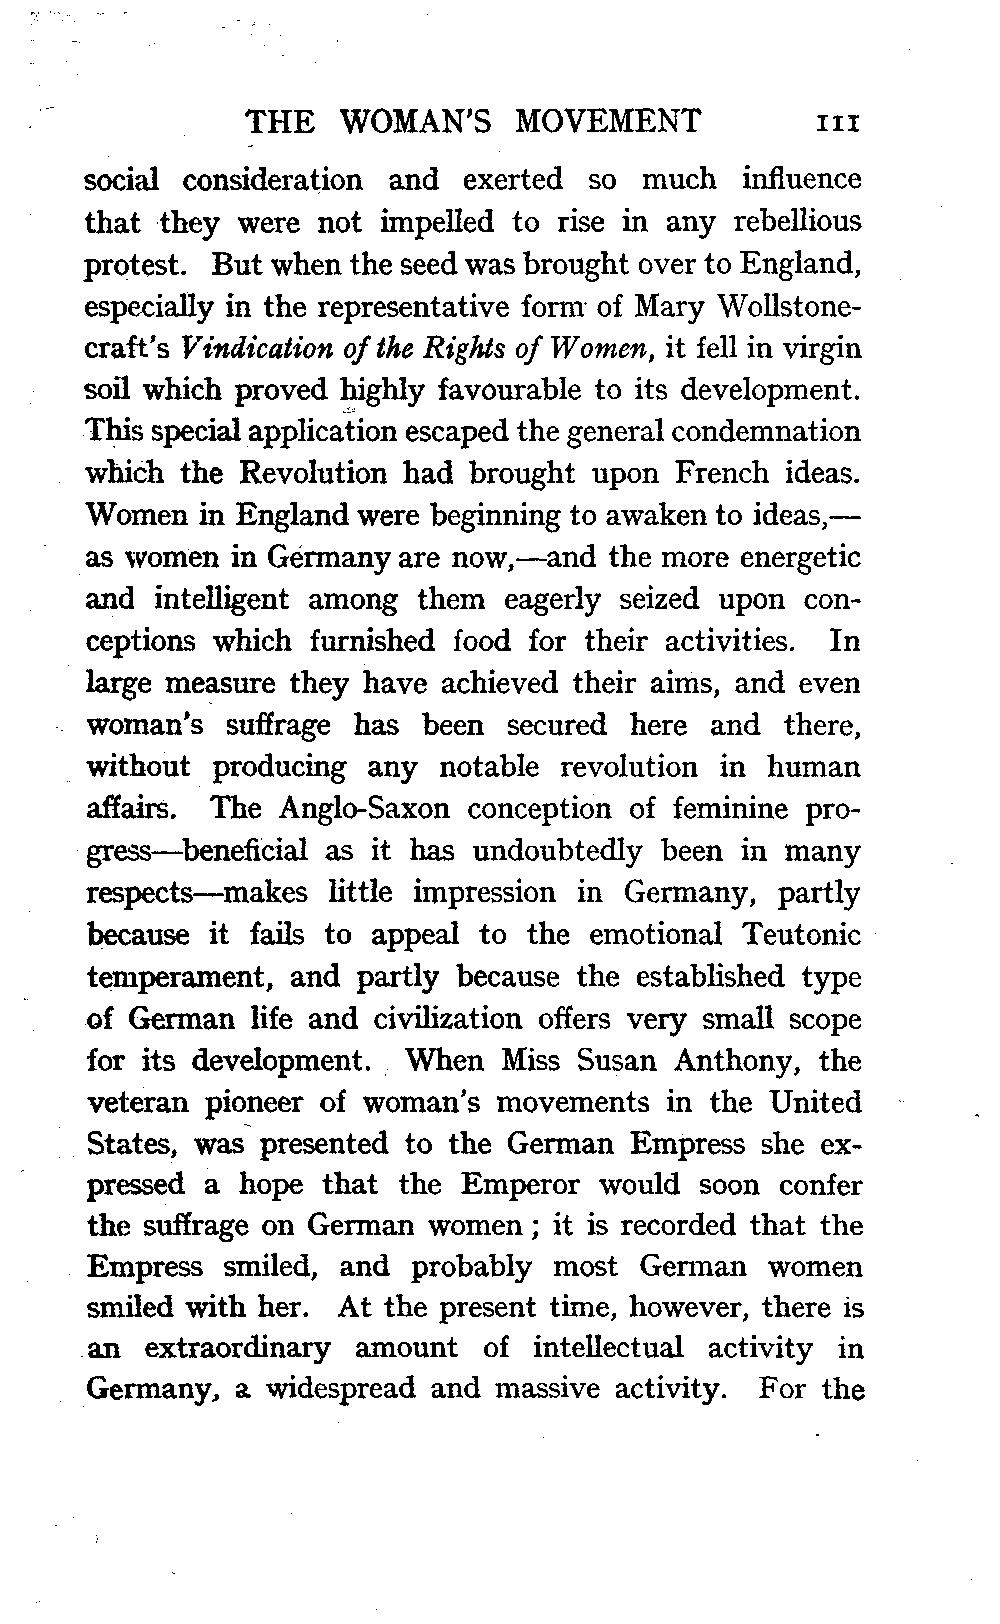 THE WOMAN'S MOVEMENT 111
social consideration and exerted so much influence
that they were not impelled to rise in any rebellious
protest. But when the seed was brought over to England,
especially in the representative form of Mary Wollstone-
craft's Vindication of the Rights of Women, it fell in virgin
soil which proved highly favourable to its development.
This special application escaped the general condemnation
which the Revolution had brought upon French ideas.
Women in England were beginning to awaken to ideas,—
as women in Germany are now,—and the more energetic
and intelligent among them eagerly seized upon con-
ceptions which furnished food for their activities. In
large measure they have achieved their aims, and even
woman's suffrage has been secured here and there,
without producing any notable revolution in human
affairs. The Anglo-Saxon conception of feminine pro-
gress—beneficial as it has undoubtedly been in many
respects—makes little impression in Germany, partly
because it fails to appeal to the emotional Teutonic
temperament, and partly because the established type
of German life and civilization offers very small scope
for its development. When Miss Susan Anthony, the
veteran pioneer of woman's movements in the United
States, was presented to the German Empress she ex-
pressed a hope that the Emperor would soon confer
the suffrage on German women; it is recorded that the
Empress smiled, and probably most German women
smiled with her. At the present time, however, there is
an extraordinary amount of intellectual activity in
Germany, a widespread and massive activity. For the